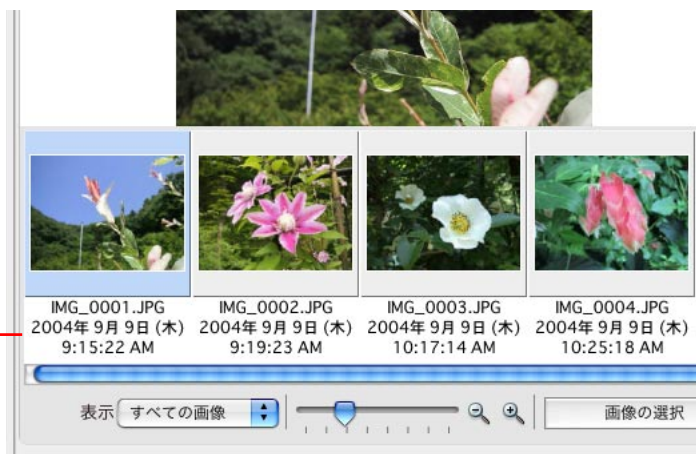 IMG_0001.JPG
2004年 9月 9日 (木)
9:15:22 AM
IMG_0002.JPG
2004年 9月 9日 (木)
9:19:23 AM
IMG_0003.JPG
2004年 9月 9日 (木)
10:17:14 AM
IMG_0004.JPG
2004年 9月 9日 (木)
10:25:18 AM
表示 すべての画像 画像の選択